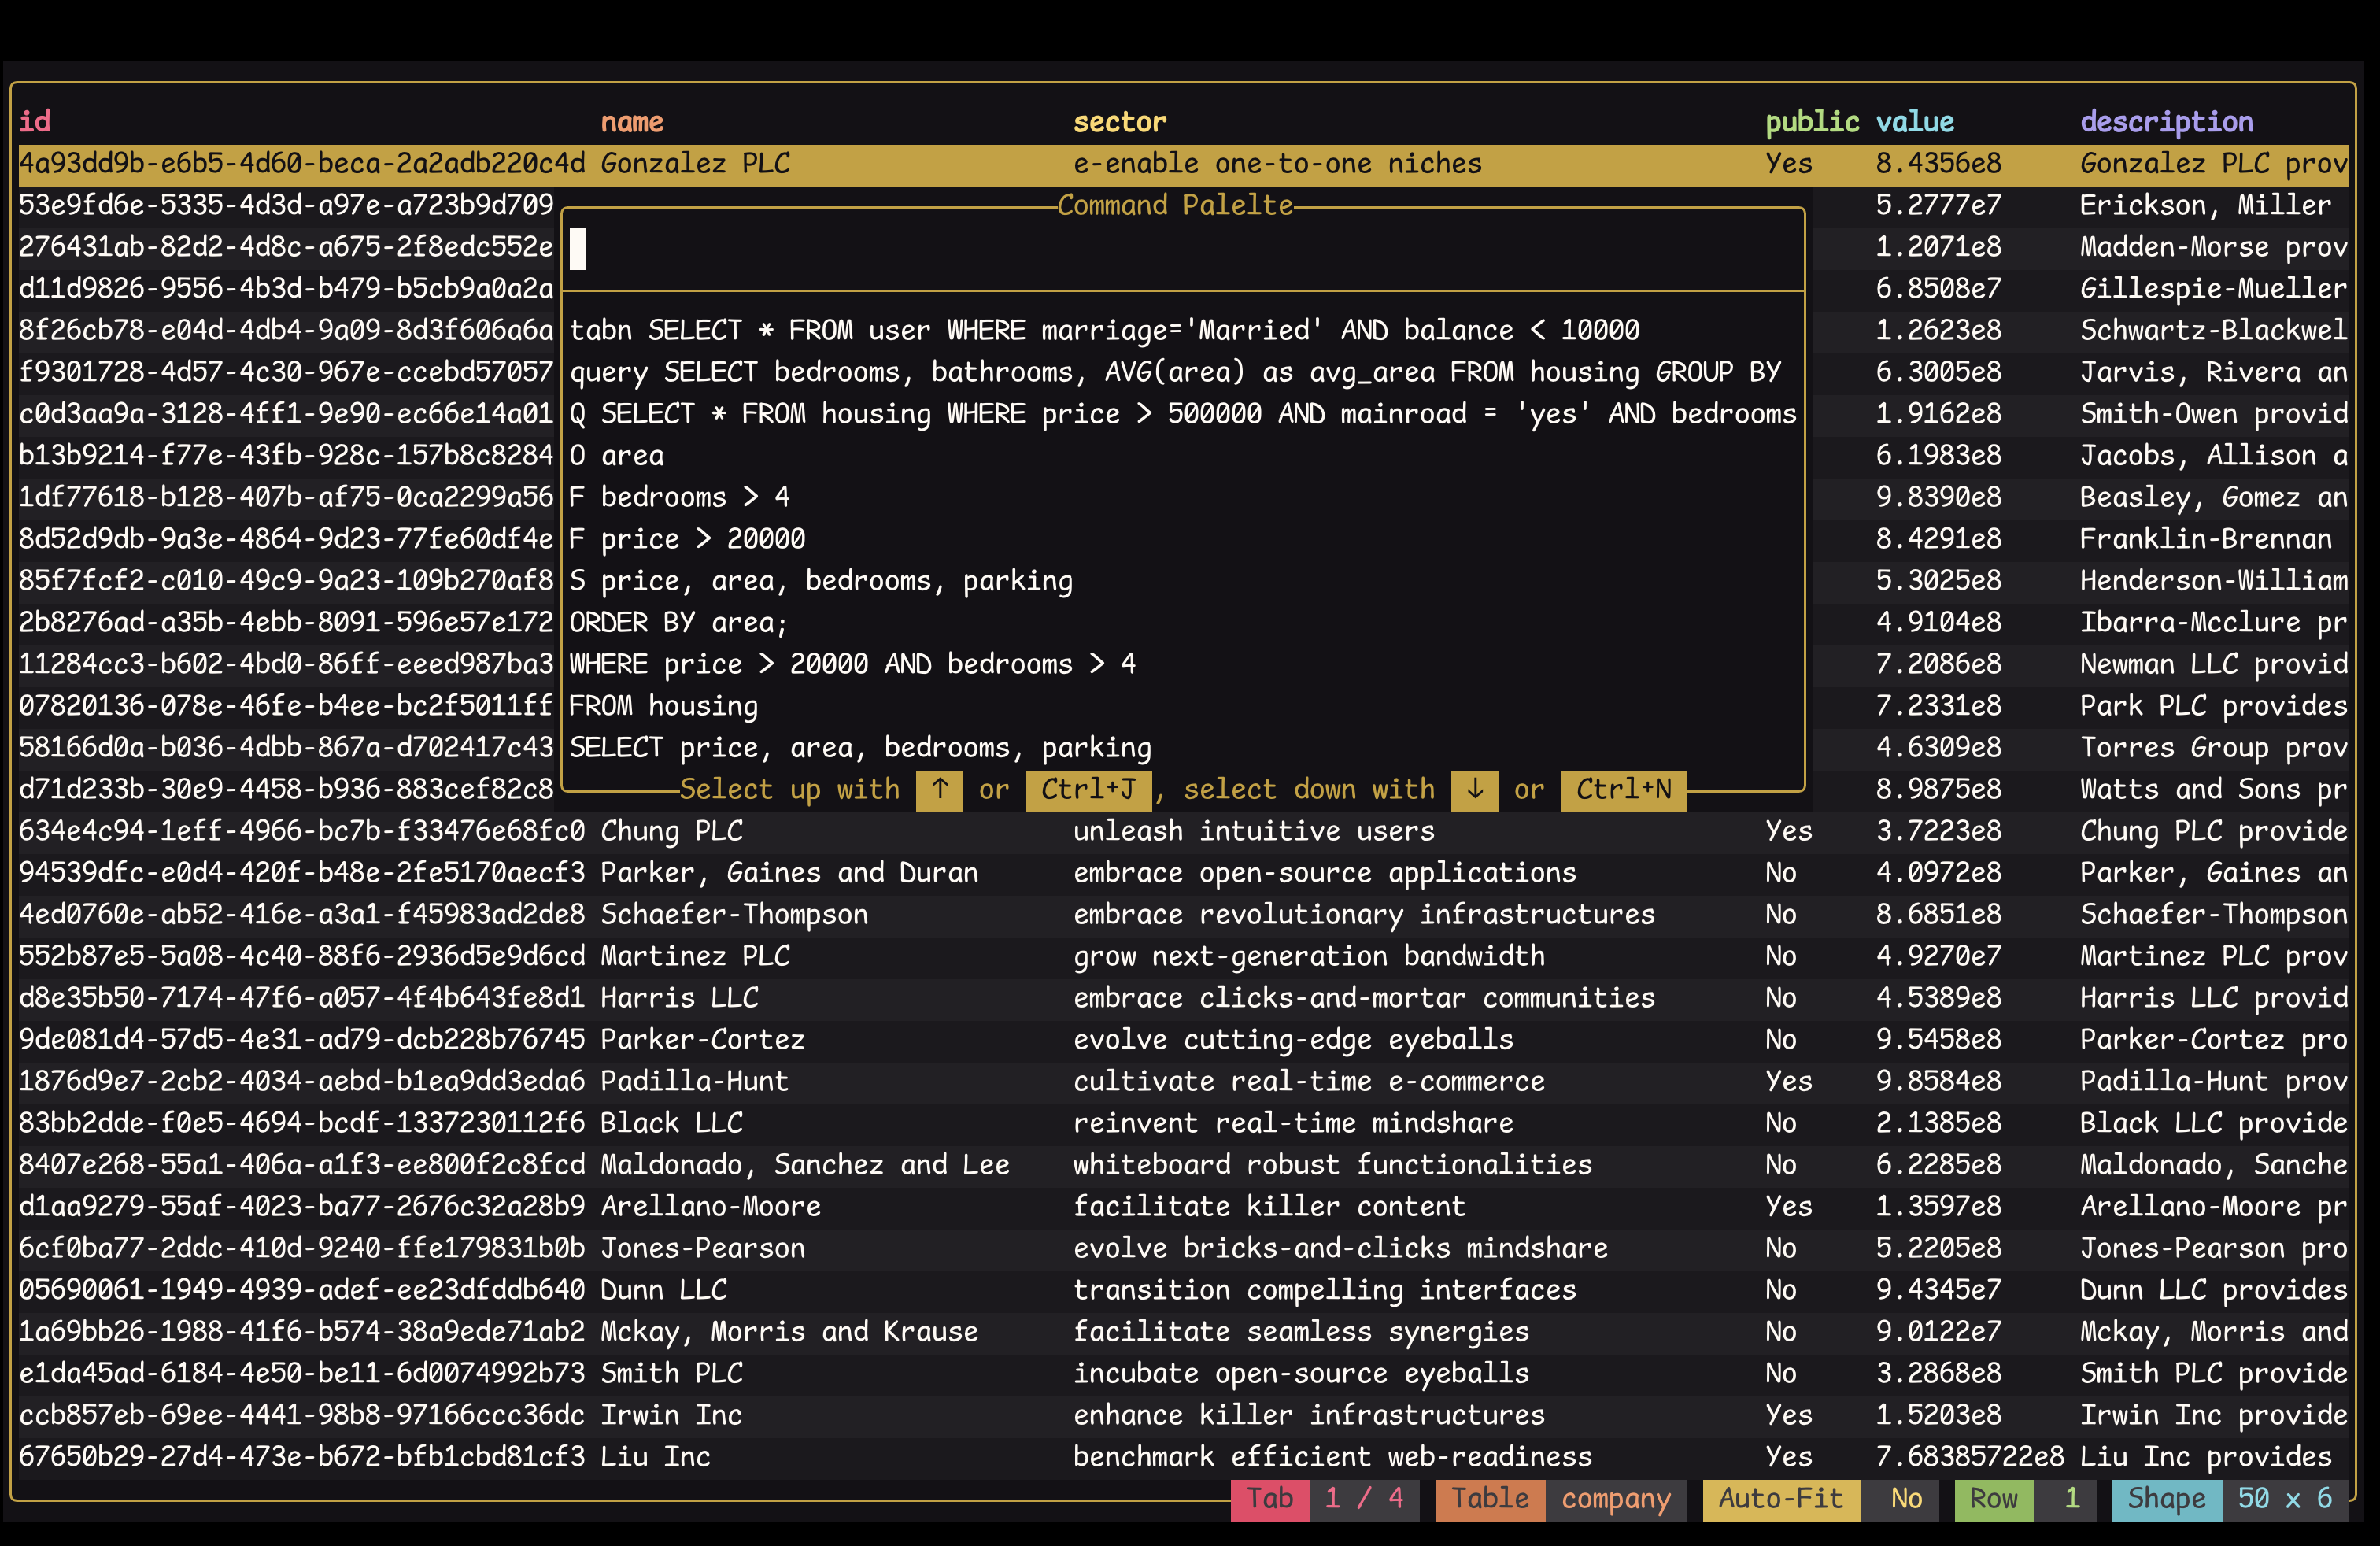 id name sector public value description
4a93dd9b-e6b5-4d60-beca-2a2adb220c4d Gonzalez PLC e-enable one-to-one niches Yes 8.4356e8 Gonzalez PLC prov
53e9fd6e-5335-4d3d-a97e-a723b9d709 Command Palelte 5.2777e7 Erickson, Miller
276431ab-82d2-4d8c-a675-2f8edc552e 1.2071e8 Madden-Morse prov
d11d9826-9556-4b3d-b479-b5cb9a0a2a 6.8508e7 Gillespie-Mueller
8f26cb78-e04d-4db4-9a09-8d3f606a6a tabn SELECT * FROM user WHERE marriage='Married' AND balance < 10000 1.2623e8 Schwartz-Blackwel
f9301728-4d57-4c30-967e-ccebd57057 query SELECT bedrooms, bathrooms, AVG(area) as avg_area FROM housing GROUP BY 6.3005e8 Jarvis, Rivera an
c0d3aa9a-3128-4ff1-9e90-ec66e14a01 Q SELECT * FROM housing WHERE price > 500000 AND mainroad = 'yes' AND bedrooms 1.9162e8 Smith-Owen provid
b13b9214-f77e-43fb-928c-157b8c8284 O area 6.1983e8 Jacobs, Allison a
1df77618-b128-407b-af75-0ca2299a56 F bedrooms > 4 9.8390e8 Beasley, Gomez an
8d52d9db-9a3e-4864-9d23-77fe60df4e F price > 20000 8.4291e8 Franklin-Brennan
85f7fcf2-c010-49c9-9a23-109b270af8 S price, area, bedrooms, parking 5.3025e8 Henderson-William
2b8276ad-a35b-4ebb-8091-596e57e172 ORDER BY area; 4.9104e8 Ibarra-Mcclure pr
11284cc3-b602-4bd0-86ff-eeed987ba3 WHERE price > 20000 AND bedrooms > 4 7.2086e8 Newman LLC provid
07820136-078e-46fe-b4ee-bc2f5011ff FROM housing 7.2331e8 Park PLC provides
58166d0a-b036-4dbb-867a-d702417c43 SELECT price, area, bedrooms, parking 4.6309e8 Torres Group prov
d71d233b-30e9-4458-b936-883cef82c8 Select up with ↑ or Ctrl+J, select down with ↓ or Ctrl+N 8.9875e8 Watts and Sons pr
634e4c94-1eff-4966-bc7b-f33476e68fc0 Chung PLC unleash intuitive users Yes 3.7223e8 Chung PLC provide
94539dfc-e0d4-420f-b48e-2fe5170aecf3 Parker, Gaines and Duran embrace open-source applications No 4.0972e8 Parker, Gaines an
4ed0760e-ab52-416e-a3a1-f45983ad2de8 Schaefer-Thompson embrace revolutionary infrastructures No 8.6851e8 Schaefer-Thompson
552b87e5-5a08-4c40-88f6-2936d5e9d6cd Martinez PLC grow next-generation bandwidth No 4.9270e7 Martinez PLC prov
d8e35b50-7174-47f6-a057-4f4b643fe8d1 Harris LLC embrace clicks-and-mortar communities No 4.5389e8 Harris LLC provid
9de081d4-57d5-4e31-ad79-dcb228b76745 Parker-Cortez evolve cutting-edge eyeballs No 9.5458e8 Parker-Cortez pro
1876d9e7-2cb2-4034-aebd-b1ea9dd3eda6 Padilla-Hunt cultivate real-time e-commerce Yes 9.8584e8 Padilla-Hunt prov
83bb2dde-f0e5-4694-bcdf-1337230112f6 Black LLC reinvent real-time mindshare No 2.1385e8 Black LLC provide
8407e268-55a1-406a-a1f3-ee800f2c8fcd Maldonado, Sanchez and Lee whiteboard robust functionalities No 6.2285e8 Maldonado, Sanche
d1aa9279-55af-4023-ba77-2676c32a28b9 Arellano-Moore facilitate killer content Yes 1.3597e8 Arellano-Moore pr
6cf0ba77-2ddc-410d-9240-ffe179831b0b Jones-Pearson evolve bricks-and-clicks mindshare No 5.2205e8 Jones-Pearson pro
05690061-1949-4939-adef-ee23dfddb640 Dunn LLC transition compelling interfaces No 9.4345e7 Dunn LLC provides
1a69bb26-1988-41f6-b574-38a9ede71ab2 Mckay, Morris and Krause facilitate seamless synergies No 9.0122e7 Mckay, Morris and
e1da45ad-6184-4e50-be11-6d0074992b73 Smith PLC incubate open-source eyeballs No 3.2868e8 Smith PLC provide
ccb857eb-69ee-4441-98b8-97166ccc36dc Irwin Inc enhance killer infrastructures Yes 1.5203e8 Irwin Inc provide
67650b29-27d4-473e-b672-bfb1cbd81cf3 Liu Inc benchmark efficient web-readiness Yes 7.68385722e8 Liu Inc provides
Tab 1 / 4 Table company Auto-Fit No Row 1 Shape 50 x 6